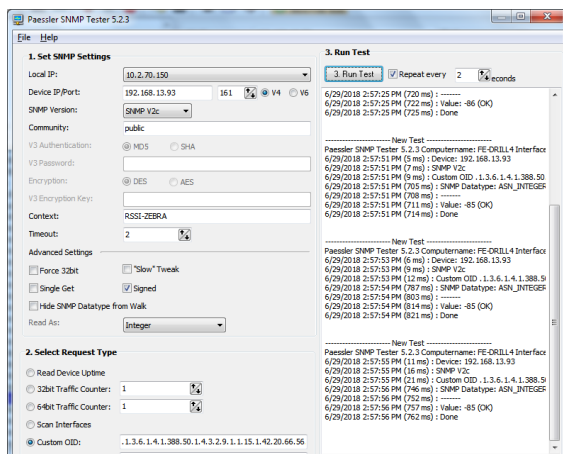 Paessler SNMP Tester 5.2.3
File Help
1. Set SNMP Settings
Local IP: 10.2.70.150
Device IP/Port: 192.168.13.93 161 V4 V6
SNMP Version: SNMP V2c
Community: public
V3 Authentication: MD5 SHA
V3 Password:
Encryption: DES AES
V3 Encryption Key:
Context: RSSI-ZEBRA
Timeout: 2
Advanced Settings
Force 32bit "Slow" Tweak
Single Get Signed
Hide SNMP Datatype from Walk
Read As: Integer
2. Select Request Type
Read Device Uptime
32bit Traffic Counter: 1
64bit Traffic Counter: 1
Scan Interfaces
Custom OID: .1.3.6.1.4.1.388.50.1.4.3.2.9.1.1.15.1.42.20.66.56
3. Run Test
3. Run Test Repeat every 2 econds
6/29/2018 2:57:25 PM (720 ms) : -------
6/29/2018 2:57:25 PM (722 ms) : Value: -86 (OK)
6/29/2018 2:57:25 PM (725 ms) : Done
---------------------- New Test ----------------------
Paessler SNMP Tester 5.2.3 Computername: FE-DRILL4 Interface
6/29/2018 2:57:51 PM (5 ms) : Device: 192.168.13.93
6/29/2018 2:57:51 PM (7 ms) : SNMP V2c
6/29/2018 2:57:51 PM (9 ms) : Custom OID .1.3.6.1.4.1.388.50
6/29/2018 2:57:51 PM (705 ms) : SNMP Datatype: ASN_INTEGER
6/29/2018 2:57:51 PM (708 ms) : -------
6/29/2018 2:57:51 PM (711 ms) : Value: -85 (OK)
6/29/2018 2:57:51 PM (714 ms) : Done
---------------------- New Test ----------------------
Paessler SNMP Tester 5.2.3 Computername: FE-DRILL4 Interface
6/29/2018 2:57:53 PM (6 ms) : Device: 192.168.13.93
6/29/2018 2:57:53 PM (9 ms) : SNMP V2c
6/29/2018 2:57:53 PM (12 ms) : Custom OID .1.3.6.1.4.1.388.5
6/29/2018 2:57:54 PM (787 ms) : SNMP Datatype: ASN_INTEGER
6/29/2018 2:57:54 PM (803 ms) : -------
6/29/2018 2:57:54 PM (814 ms) : Value: -85 (OK)
6/29/2018 2:57:54 PM (821 ms) : Done
---------------------- New Test ----------------------
Paessler SNMP Tester 5.2.3 Computername: FE-DRILL4 Interface
6/29/2018 2:57:55 PM (11 ms) : Device: 192.168.13.93
6/29/2018 2:57:55 PM (16 ms) : SNMP V2c
6/29/2018 2:57:55 PM (21 ms) : Custom OID .1.3.6.1.4.1.388.5
6/29/2018 2:57:56 PM (746 ms) : SNMP Datatype: ASN_INTEGER
6/29/2018 2:57:56 PM (752 ms) : -------
6/29/2018 2:57:56 PM (757 ms) : Value: -85 (OK)
6/29/2018 2:57:56 PM (762 ms) : Done